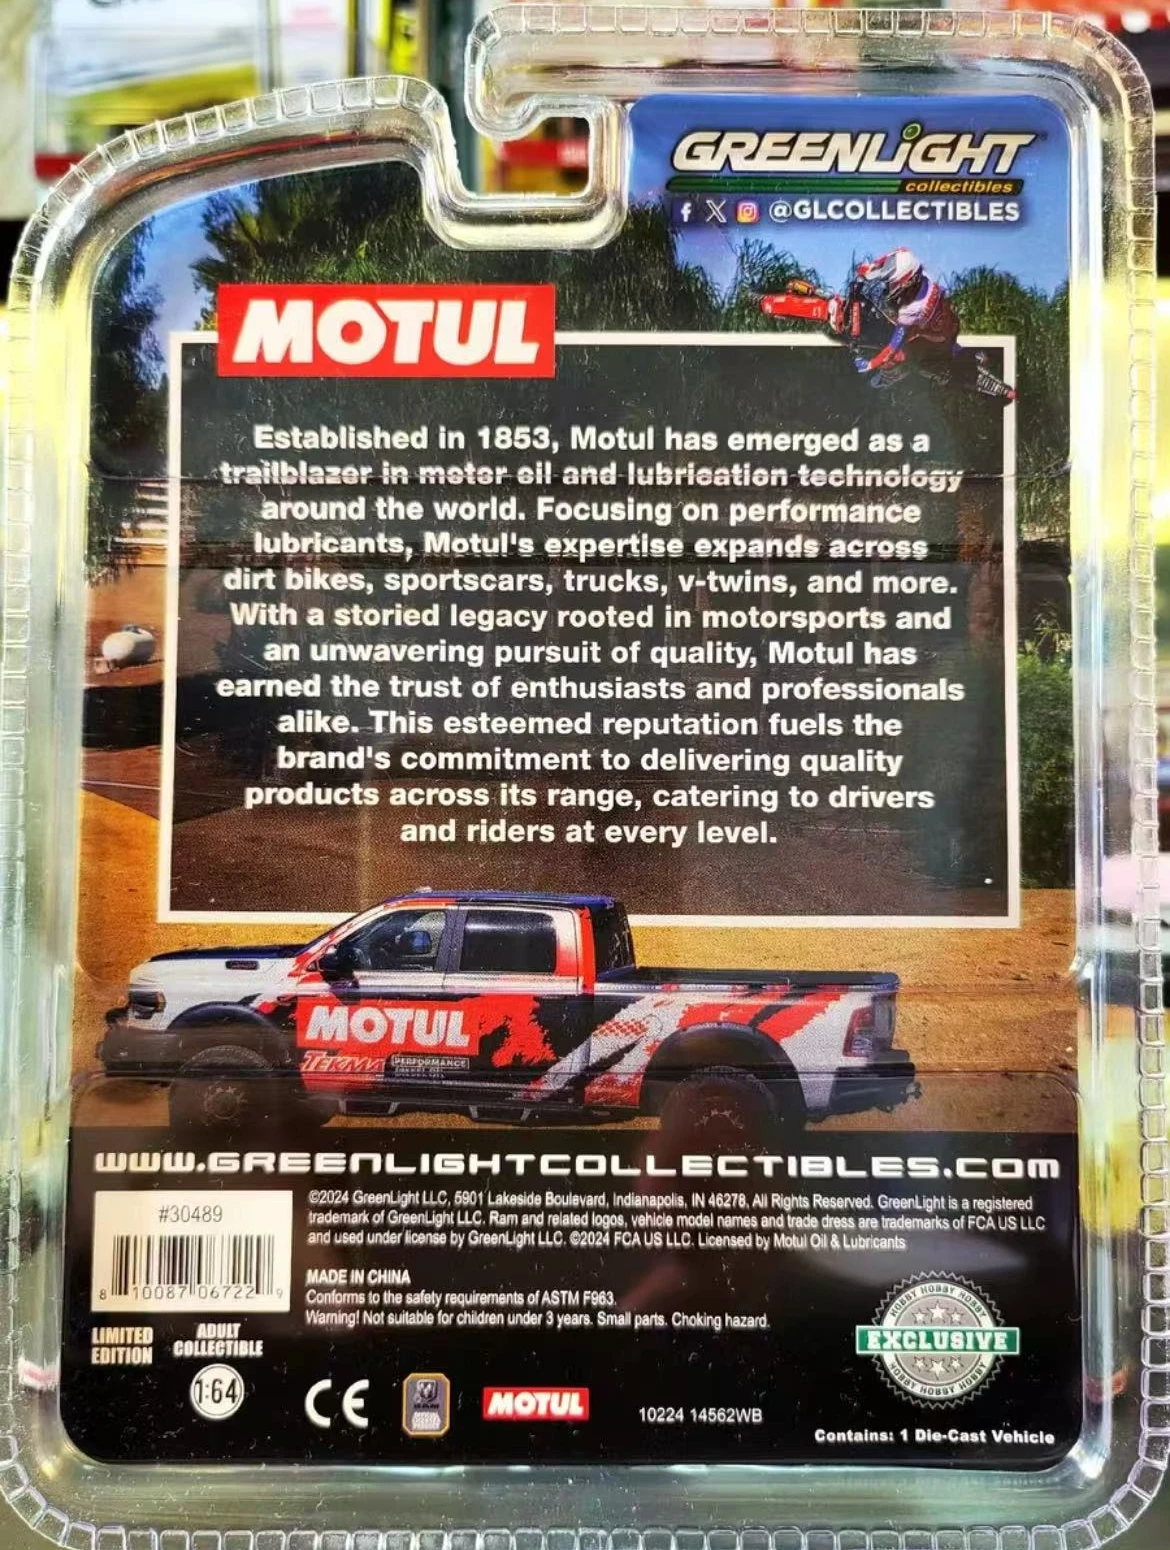 GREENLiGHT
collectibles
@GLCOLLECTIBLES
MOTUL
Established in 1853, Motul has emerged as a
trailblazer in motor oil and lubrication technology
around the world. Focusing on performance
lubricants, Motul's expertise expands across
dirt bikes, sportscars, trucks, v-twins, and more.
With a storied legacy rooted in motorsports and
an unwavering pursuit of quality, Motul has
earned the trust of enthusiasts and professionals
alike. This esteemed reputation fuels the
brand's commitment to delivering quality
products across its range, catering to drivers
and riders at every level.
MOTUL
TEKMA PERFORMANCE
DIESEL OIL
WWW.GREENLIGHTCOLLECTIBLES.COM
#30489
8 10087 06722 9
©2024 GreenLight LLC, 5901 Lakeside Boulevard, Indianapolis, IN 46278. All Rights Reserved. GreenLight is a registered
trademark of GreenLight LLC. Ram and related logos, vehicle model names and trade dress are trademarks of FCA US LLC
and used under license by GreenLight LLC. ©2024 FCA US LLC. Licensed by Motul Oil & Lubricants
MADE IN CHINA
Conforms to the safety requirements of ASTM F963.
Warning! Not suitable for children under 3 years. Small parts. Choking hazard.
LIMITED
EDITION
ADULT
COLLECTIBLE
1:64
CE
RAM
MOTUL
10224 14562WB
HOBBY HOBBY HOBBY
EXCLUSIVE
HOBBY HOBBY HOBBY
Contains: 1 Die-Cast Vehicle